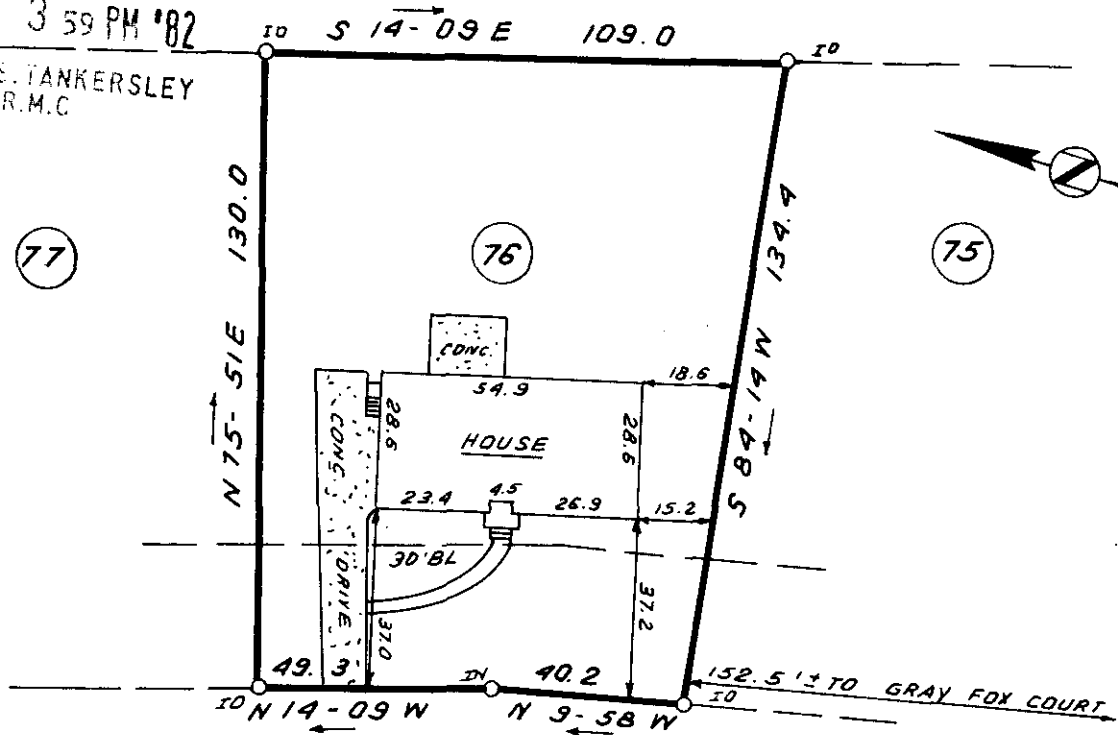 3 59 PM '82
S. TANKERSLEY
R.M.C
IO S 14-09 E 109.0 IO
N 75-51 E 130.0
77
76
75
S 84-14 W 134.4
CONC.
54.9
18.6
CONC. DRIVE
28.6
HOUSE
28.6
23.4
4.5
26.9
15.2
30' BL
37.0
37.2
49.3
IN
40.2
152.5'± TO GRAY FOX COURT
IO N 14-09 W
N 9-58 W
IO